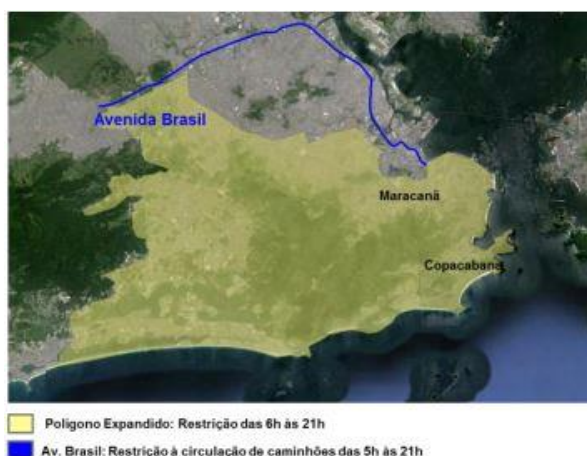 Avenida Brasil
Maracanã
Copacabana
Polígono Expandido: Restrição das 6h às 21h
Av. Brasil: Restrição à circulação de caminhões das 5h às 21h